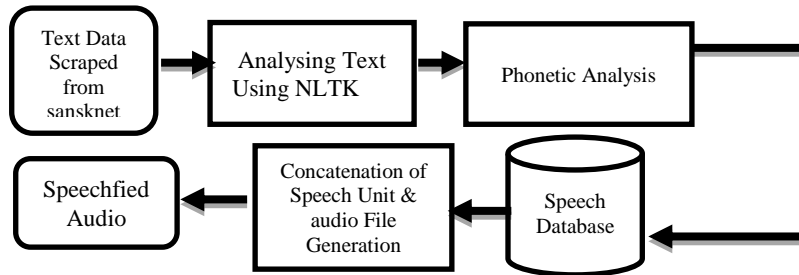 Text Data
Scraped
from
sansknet
Analysing Text
Using NLTK
Phonetic Analysis
Speech
Database
Concatenation of
Speech Unit &
audio File
Generation
Speechfied
Audio